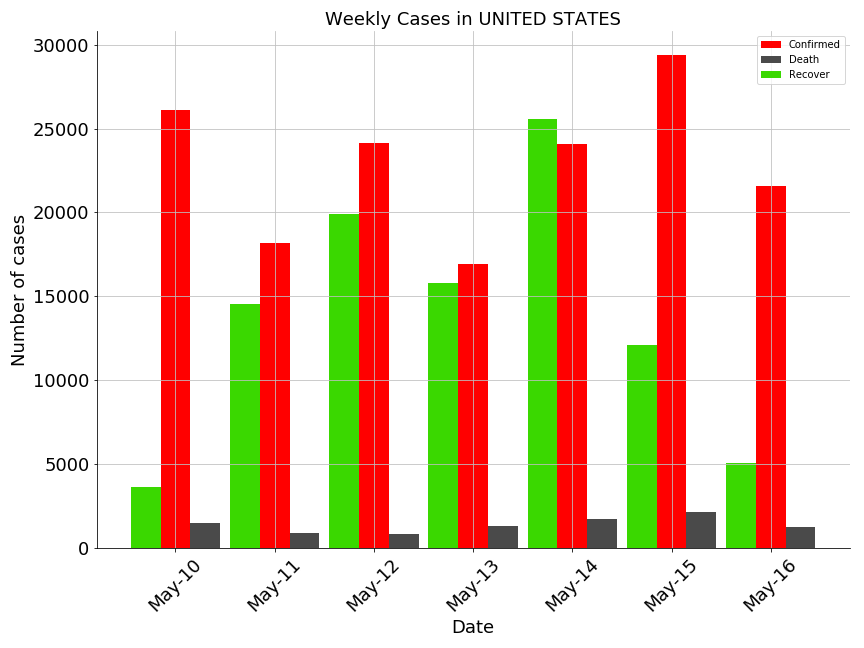 Weekly Cases in UNITED STATES
Confirmed
Death
Recover
Number of cases
30000
25000
20000
15000
10000
5000
0
May-10
May-11
May-12
May-13
May-14
May-15
May-16
Date